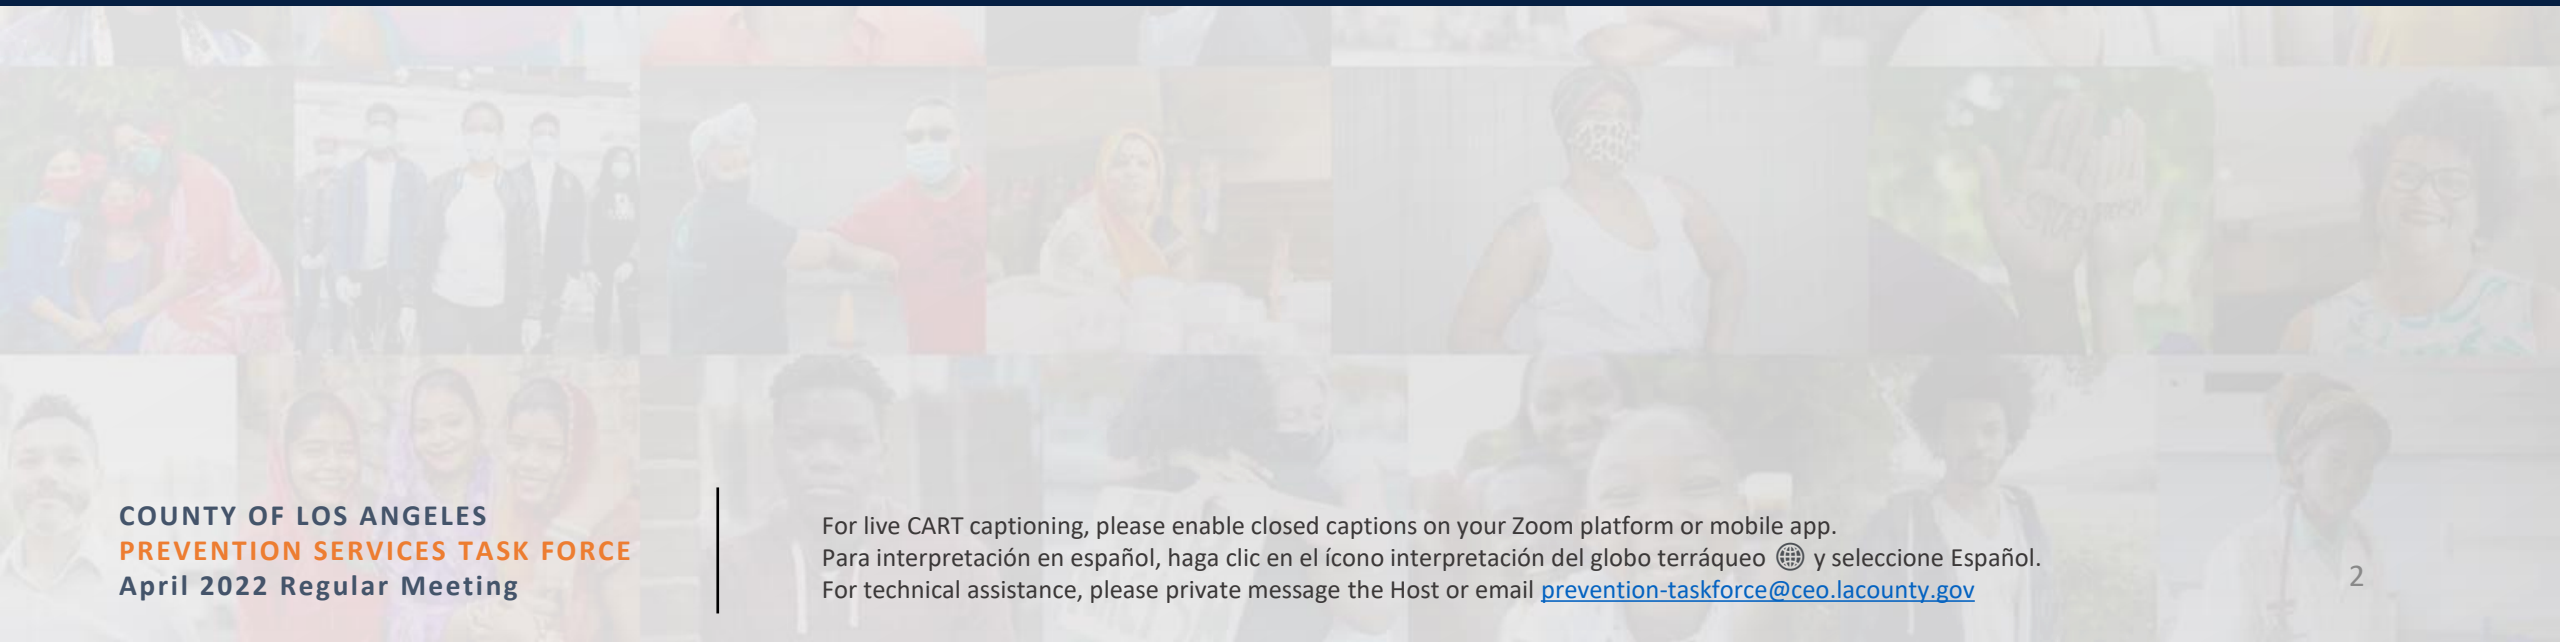 COUNTY OF LOS ANGELES
PREVENTION SERVICES TASK FORCE
April 2022 Regular Meeting
For live CART captioning, please enable closed captions on your Zoom platform or mobile app.
Para interpretación en español, haga clic en el ícono interpretación del globo terráqueo y seleccione Español.
For technical assistance, please private message the Host or email prevention-taskforce@ceo.lacounty.gov
2